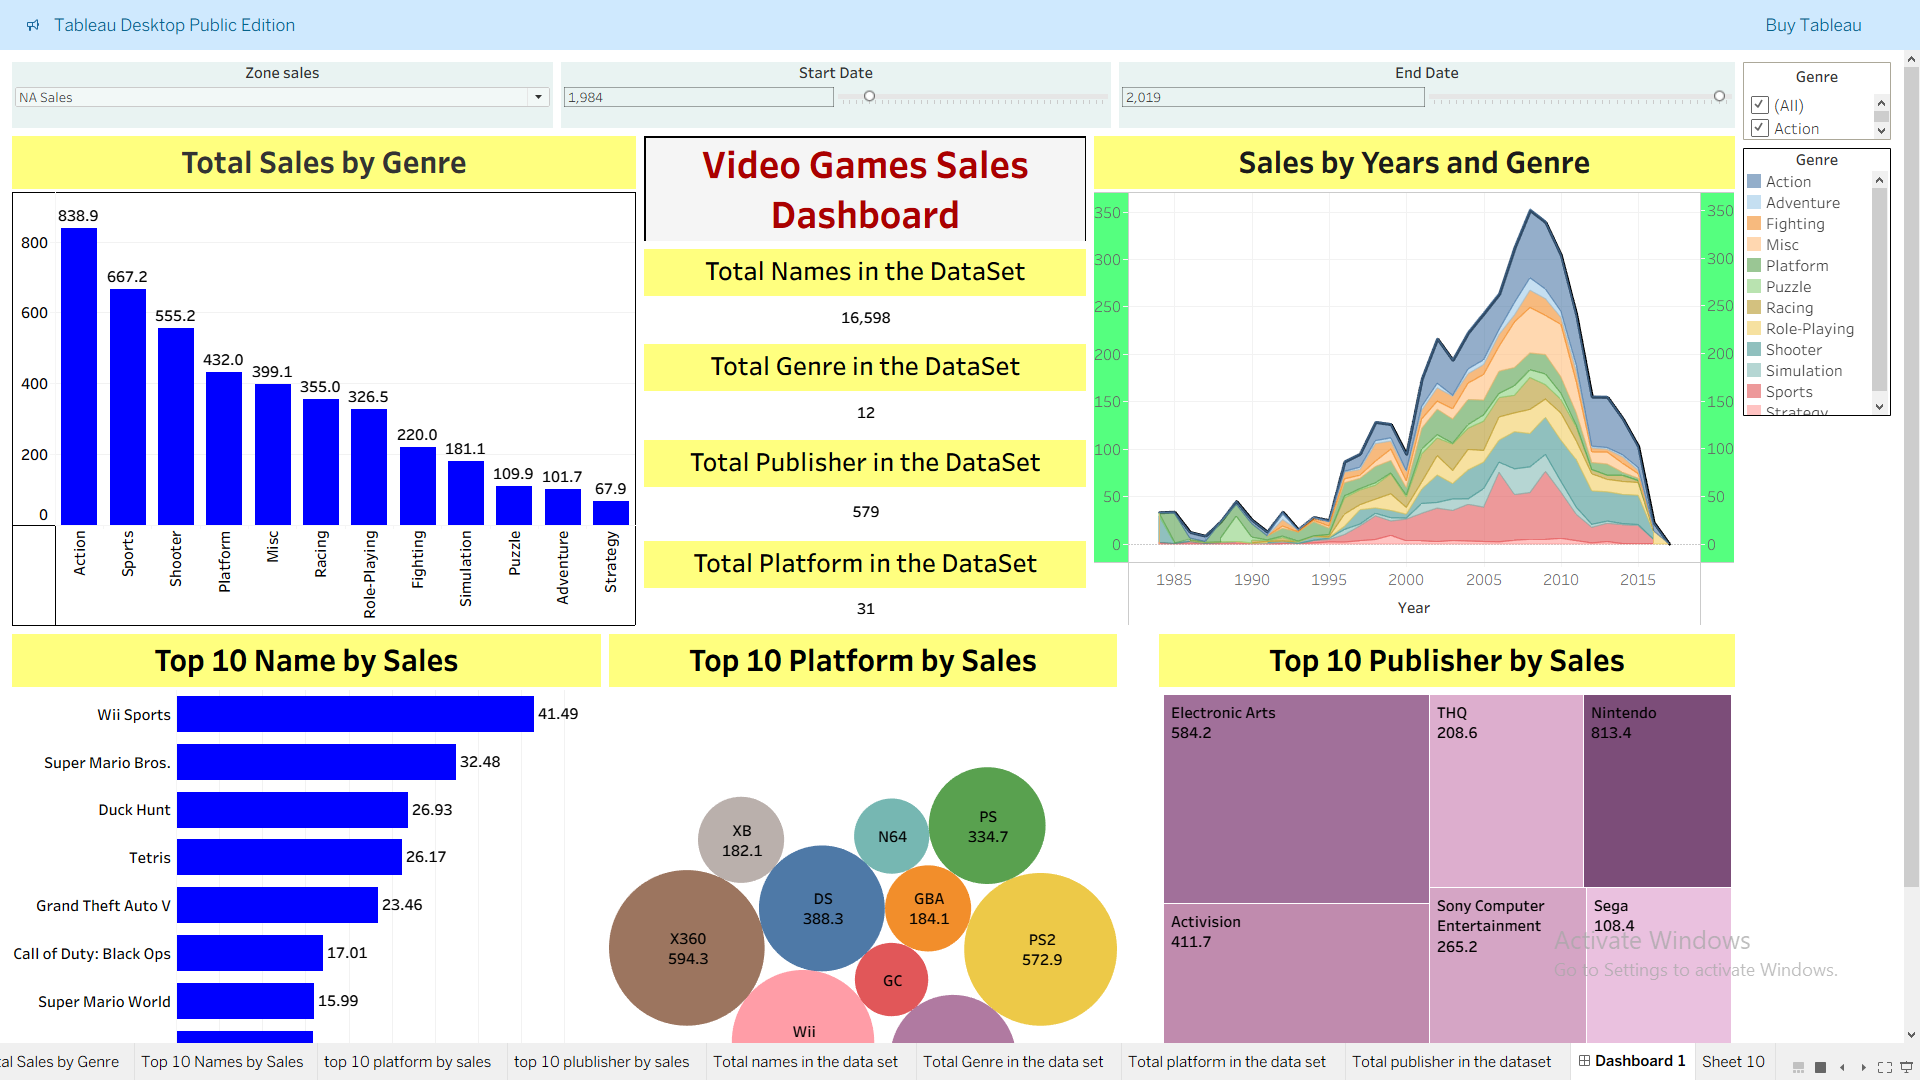 Tableau Desktop Public Edition
Buy Tableau
Zone sales
NA Sales
Start Date
1,984
End Date
2,019
Genre
(All)
Action
Total Sales by Genre
838.9
667.2
555.2
432.0
399.1
355.0
326.5
220.0
181.1
109.9
101.7
67.9
800
600
400
200
0
Action
Sports
Shooter
Platform
Misc
Racing
Role-Playing
Fighting
Simulation
Puzzle
Adventure
Strategy
Video Games Sales
Dashboard
Total Names in the DataSet
16,598
Total Genre in the DataSet
12
Total Publisher in the DataSet
579
Total Platform in the DataSet
31
Sales by Years and Genre
350
300
250
200
150
100
50
0
350
300
250
200
150
100
50
0
1985
1990
1995
2000
2005
2010
2015
Year
Genre
Action
Adventure
Fighting
Misc
Platform
Puzzle
Racing
Role-Playing
Shooter
Simulation
Sports
Strategy
Top 10 Name by Sales
Wii Sports 41.49
Super Mario Bros. 32.48
Duck Hunt 26.93
Tetris 26.17
Grand Theft Auto V 23.46
Call of Duty: Black Ops 17.01
Super Mario World 15.99
Top 10 Platform by Sales
XB
182.1
N64
PS
334.7
DS
388.3
GBA
184.1
X360
594.3
PS2
572.9
GC
Wii
Top 10 Publisher by Sales
Electronic Arts
584.2
THQ
208.6
Nintendo
813.4
Activision
411.7
Sony Computer
Entertainment
265.2
Sega
108.4
Activate Windows
Go to Settings to activate Windows.
al Sales by Genre
Top 10 Names by Sales
top 10 platform by sales
top 10 plublisher by sales
Total names in the data set
Total Genre in the data set
Total platform in the data set
Total publisher in the dataset
Dashboard 1
Sheet 10